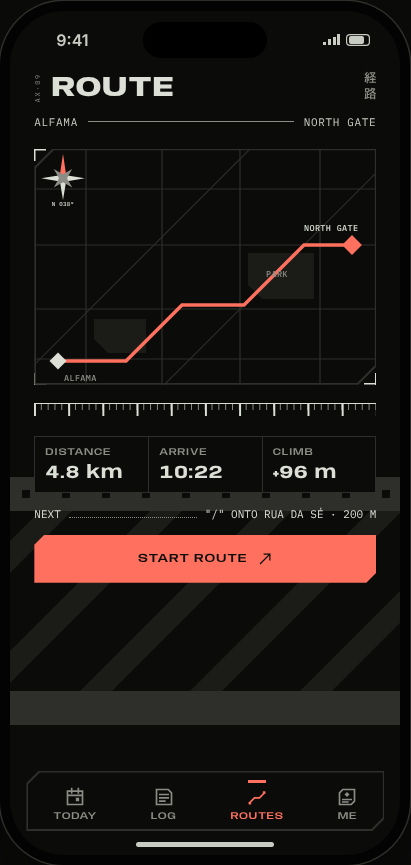 9:41
AX·09
ROUTE
経路
ALFAMA
NORTH GATE
N 038°
NORTH GATE
PARK
ALFAMA
DISTANCE
4.8 km
ARRIVE
10:22
CLIMB
+96 m
NEXT "/" ONTO RUA DA SÉ · 200 M
START ROUTE ↗
TODAY
LOG
ROUTES
ME